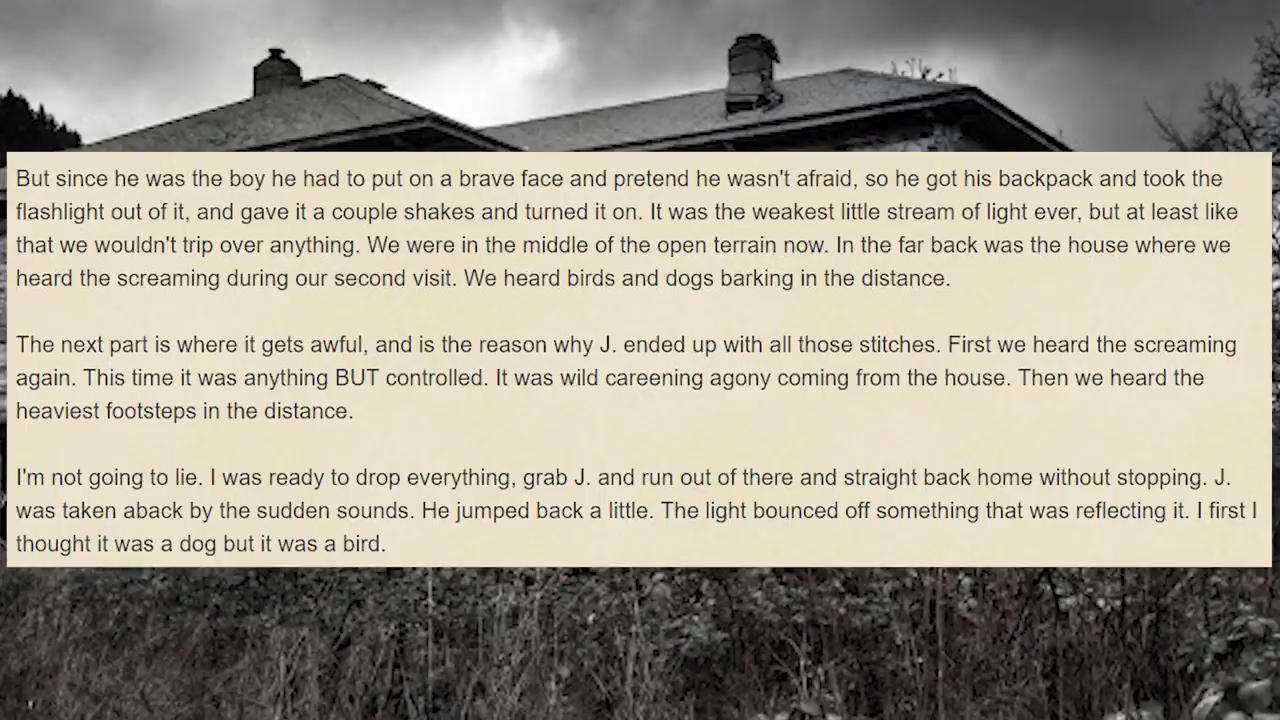 But since he was the boy he had to put on a brave face and pretend he wasn't afraid, so he got his backpack and took the
flashlight out of it, and gave it a couple shakes and turned it on. It was the weakest little stream of light ever, but at least like
that we wouldn't trip over anything. We were in the middle of the open terrain now. In the far back was the house where we
heard the screaming during our second visit. We heard birds and dogs barking in the distance.
The next part is where it gets awful, and is the reason why J. ended up with all those stitches. First we heard the screaming
again. This time it was anything BUT controlled. It was wild careening agony coming from the house. Then we heard the
heaviest footsteps in the distance.
I'm not going to lie. I was ready to drop everything, grab J. and run out of there and straight back home without stopping. J.
was taken aback by the sudden sounds. He jumped back a little. The light bounced off something that was reflecting it. I first I
thought it was a dog but it was a bird.